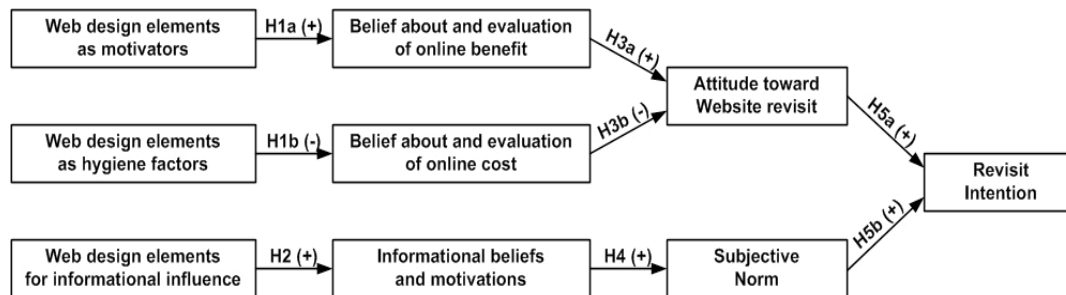 Web design elements
as motivators
H1a (+)
Belief about and evaluation
of online benefit
H3a (+)
Attitude toward
Website revisit
H5a (+)
Web design elements
as hygiene factors
H1b (-)
Belief about and evaluation
of online cost
H3b (-)
Revisit
Intention
Web design elements
for informational influence
H2 (+)
Informational beliefs
and motivations
H4 (+)
Subjective
Norm
H5b (+)